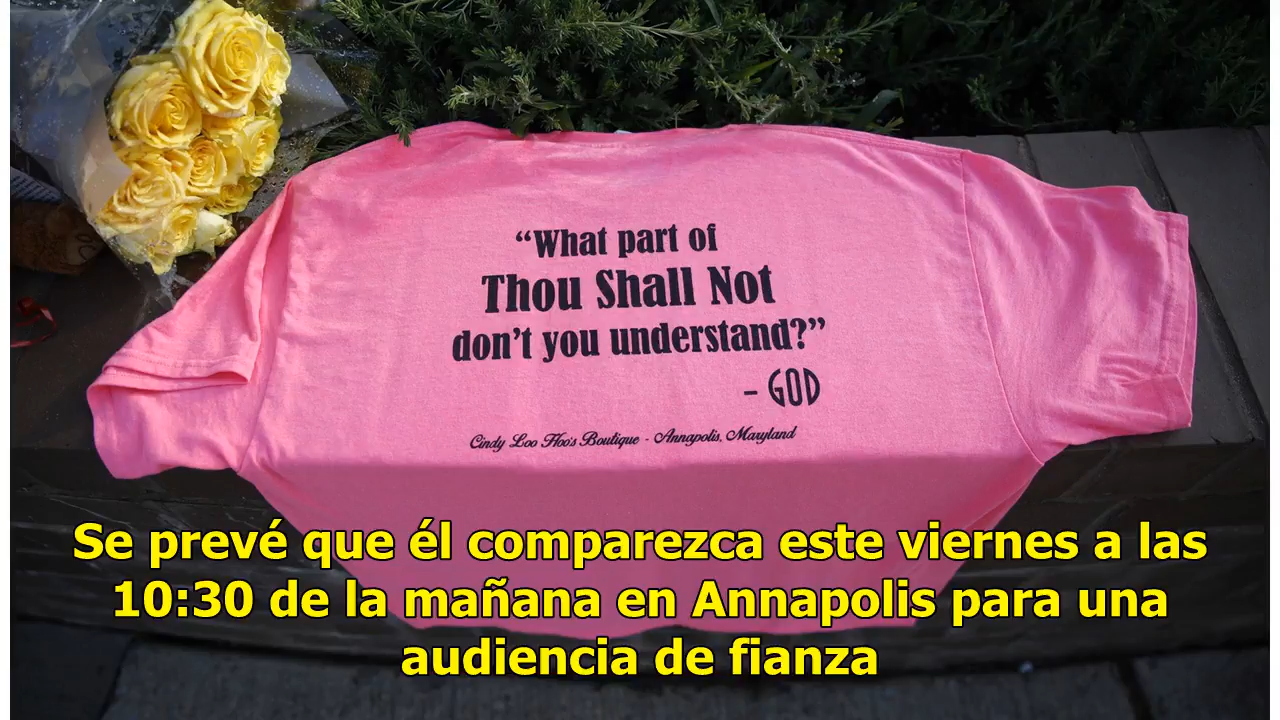 “What part of
Thou Shall Not
don’t you understand?”
– GOD
Cindy Loo Hoo's Boutique - Annapolis, Maryland
Se prevé que él comparezca este viernes a las
10:30 de la mañana en Annapolis para una
audiencia de fianza